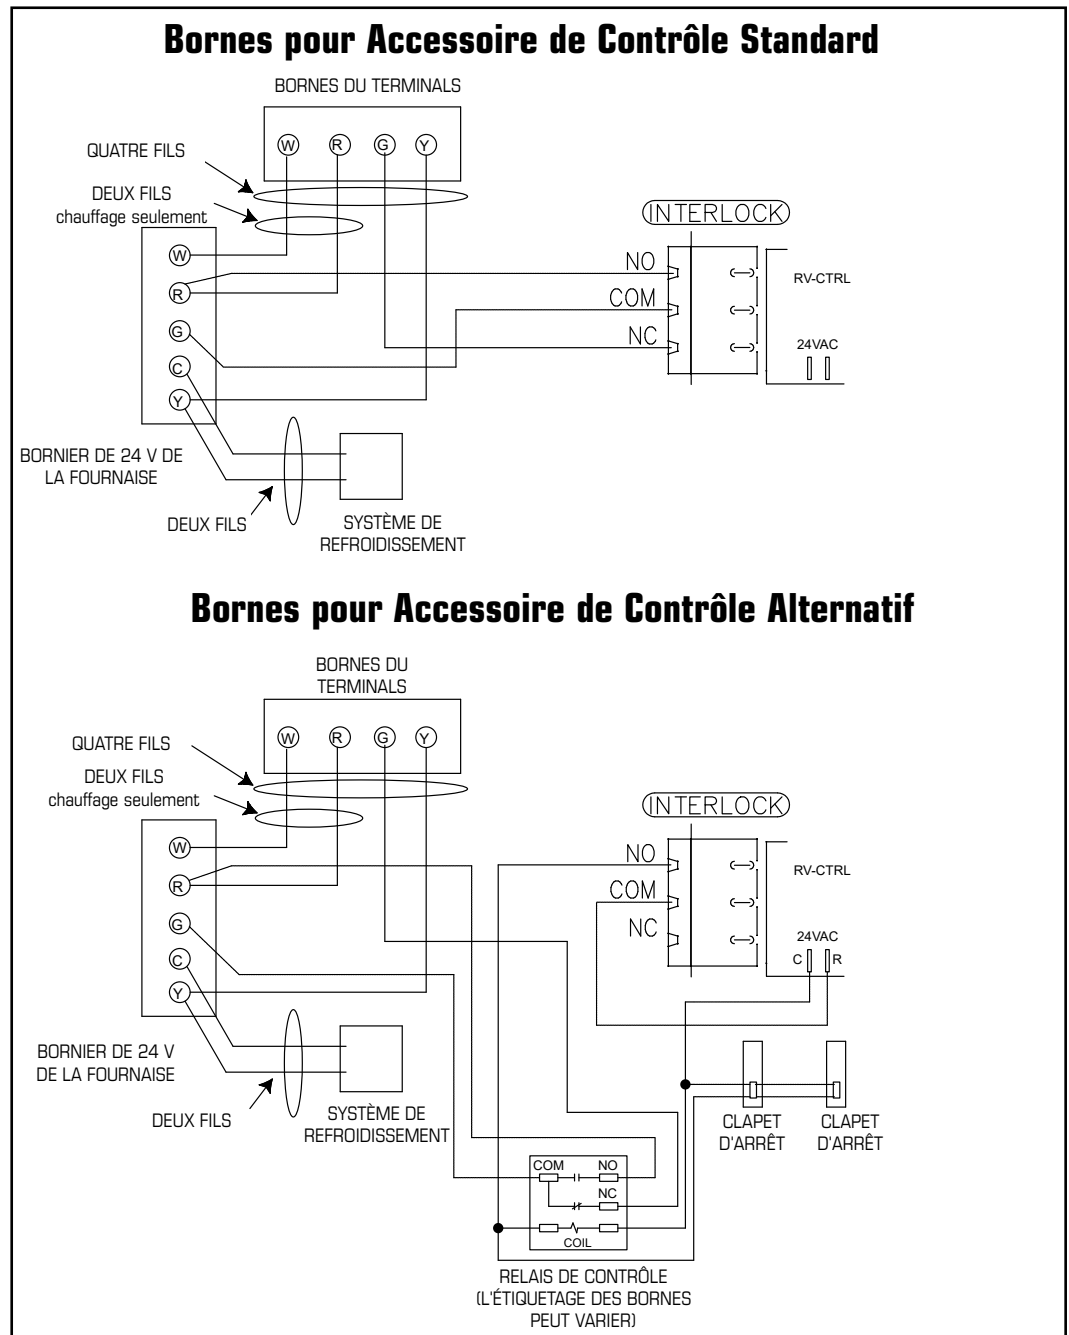 Bornes pour Accessoire de Contrôle Standard
BORNES DU TERMINALS
W R G Y
QUATRE FILS
DEUX FILS
chauffage seulement
W
R
G
C
Y
BORNIER DE 24 V DE
LA FOURNAISE
DEUX FILS
SYSTÈME DE
REFROIDISSEMENT
INTERLOCK
NO
COM
NC
RV-CTRL
24VAC
Bornes pour Accessoire de Contrôle Alternatif
BORNES DU
TERMINALS
W R G Y
QUATRE FILS
DEUX FILS
chauffage seulement
W
R
G
C
Y
BORNIER DE 24 V
DE LA FOURNAISE
DEUX FILS
SYSTÈME DE
REFROIDISSEMENT
INTERLOCK
NO
COM
NC
RV-CTRL
24VAC
C R
CLAPET
D'ARRÊT
CLAPET
D'ARRÊT
COM NO
NC
COIL
RELAIS DE CONTRÔLE
(L'ÉTIQUETAGE DES BORNES
PEUT VARIER)